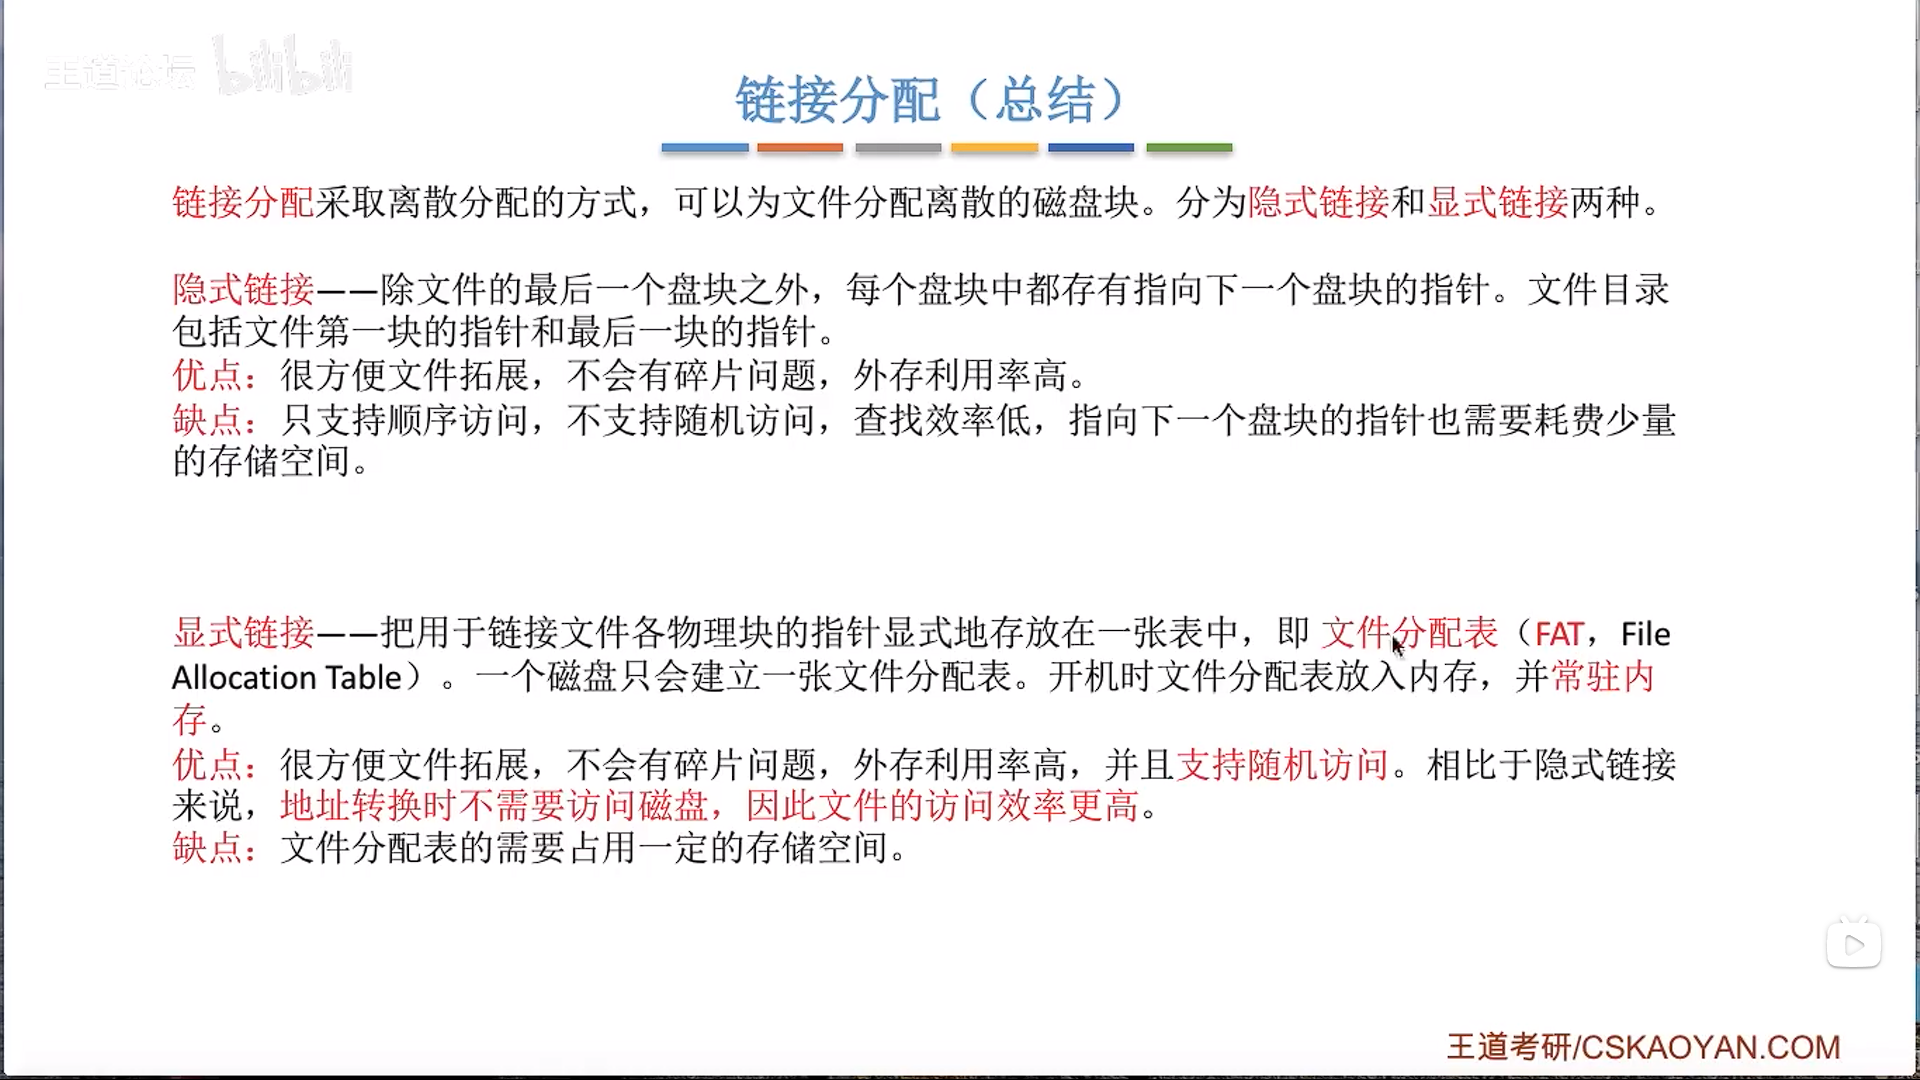 王道论坛 bilibili
链接分配（总结）
链接分配采取离散分配的方式，可以为文件分配离散的磁盘块。分为隐式链接和显式链接两种。
隐式链接——除文件的最后一个盘块之外，每个盘块中都存有指向下一个盘块的指针。文件目录
包括文件第一块的指针和最后一块的指针。
优点：很方便文件拓展，不会有碎片问题，外存利用率高。
缺点：只支持顺序访问，不支持随机访问，查找效率低，指向下一个盘块的指针也需要耗费少量
的存储空间。
显式链接——把用于链接文件各物理块的指针显式地存放在一张表中，即 文件分配表（FAT，File
Allocation Table）。一个磁盘只会建立一张文件分配表。开机时文件分配表放入内存，并常驻内
存。
优点：很方便文件拓展，不会有碎片问题，外存利用率高，并且支持随机访问。相比于隐式链接
来说，地址转换时不需要访问磁盘，因此文件的访问效率更高。
缺点：文件分配表的需要占用一定的存储空间。
王道考研/CSKAOYAN.COM